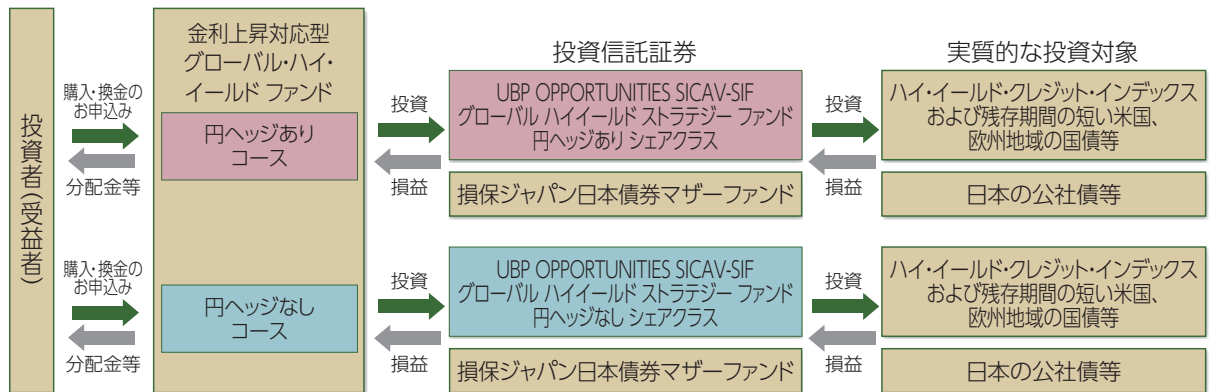 投資者(受益者)
購入・換金の
お申込み
分配金等
購入・換金の
お申込み
分配金等
金利上昇対応型
グローバル・ハイ・
イールド ファンド
円ヘッジあり
コース
円ヘッジなし
コース
投資
損益
投資
損益
投資信託証券
UBP OPPORTUNITIES SICAV-SIF
グローバル ハイイールド ストラテジー ファンド
円ヘッジあり シェアクラス
損保ジャパン日本債券マザーファンド
UBP OPPORTUNITIES SICAV-SIF
グローバル ハイイールド ストラテジー ファンド
円ヘッジなし シェアクラス
損保ジャパン日本債券マザーファンド
投資
損益
投資
損益
実質的な投資対象
ハイ・イールド・クレジット・インデックス
および残存期間の短い米国、
欧州地域の国債等
日本の公社債等
ハイ・イールド・クレジット・インデックス
および残存期間の短い米国、
欧州地域の国債等
日本の公社債等